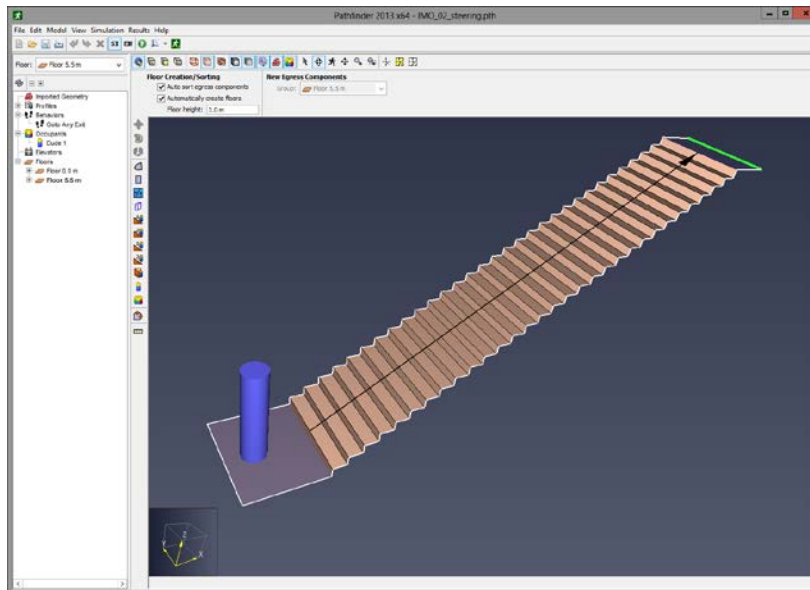 Pathfinder 2013 x64 - IMO_02_steering.pth
File Edit Model View Simulation Results Help
Floor: Floor 5.5 m
Floor Creation/Sorting
New Egress Components
Auto sort egress components
Group: Floor 5.5 m
Automatically create floors
Floor height: 3.0 m
Imported Geometry
Profiles
Behaviors
Goto Any Exit
Occupants
Dude 1
Elevators
Floors
Floor 0.0 m
Floor 5.5 m
Z
Y
X